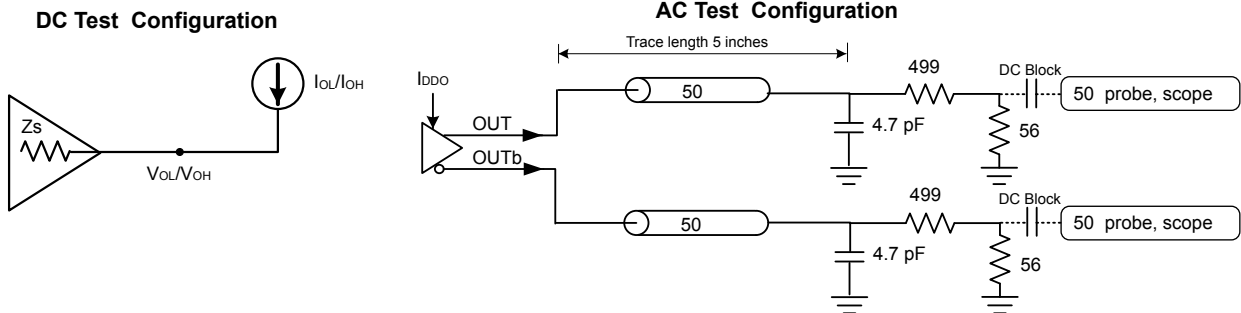 DC Test Configuration
Zs
IOL/IOH
VOL/VOH
AC Test Configuration
Trace length 5 inches
IDDO
OUT
OUTb
50
4.7 pF
499
DC Block
50 probe, scope
56
50
4.7 pF
499
DC Block
50 probe, scope
56